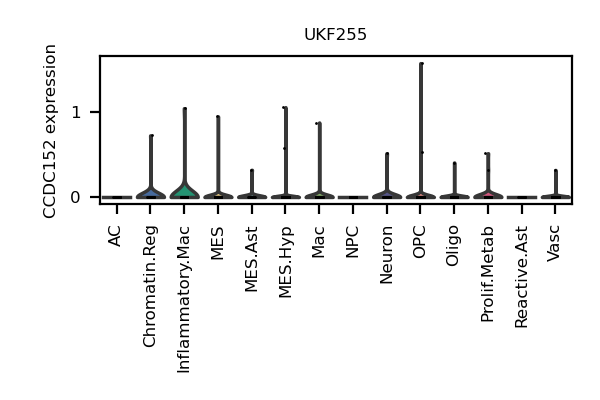 UKF255
CCDC152 expression
1
0
AC
Chromatin.Reg
Inflammatory.Mac
MES
MES.Ast
MES.Hyp
Mac
NPC
Neuron
OPC
Oligo
Prolif.Metab
Reactive.Ast
Vasc